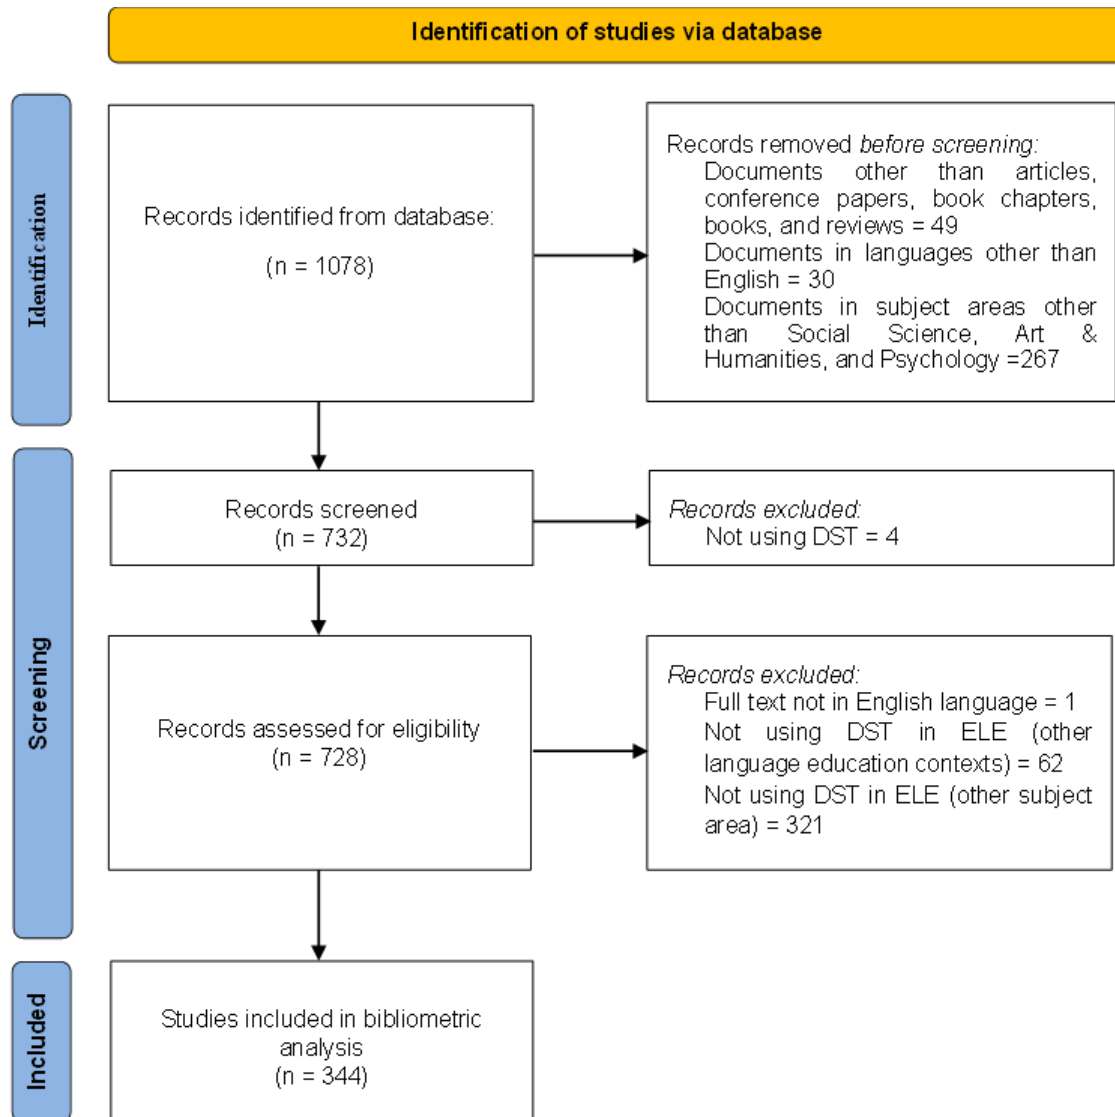 Identification of studies via database
Identification
Records identified from database:
(n = 1078)
Records removed before screening:
Documents other than articles,
conference papers, book chapters,
books, and reviews = 49
Documents in languages other than
English = 30
Documents in subject areas other
than Social Science, Art &
Humanities, and Psychology =267
Screening
Records screened
(n = 732)
Records excluded:
Not using DST = 4
Records assessed for eligibility
(n = 728)
Records excluded:
Full text not in English language = 1
Not using DST in ELE (other
language education contexts) = 62
Not using DST in ELE (other subject
area) = 321
Included
Studies included in bibliometric
analysis
(n = 344)